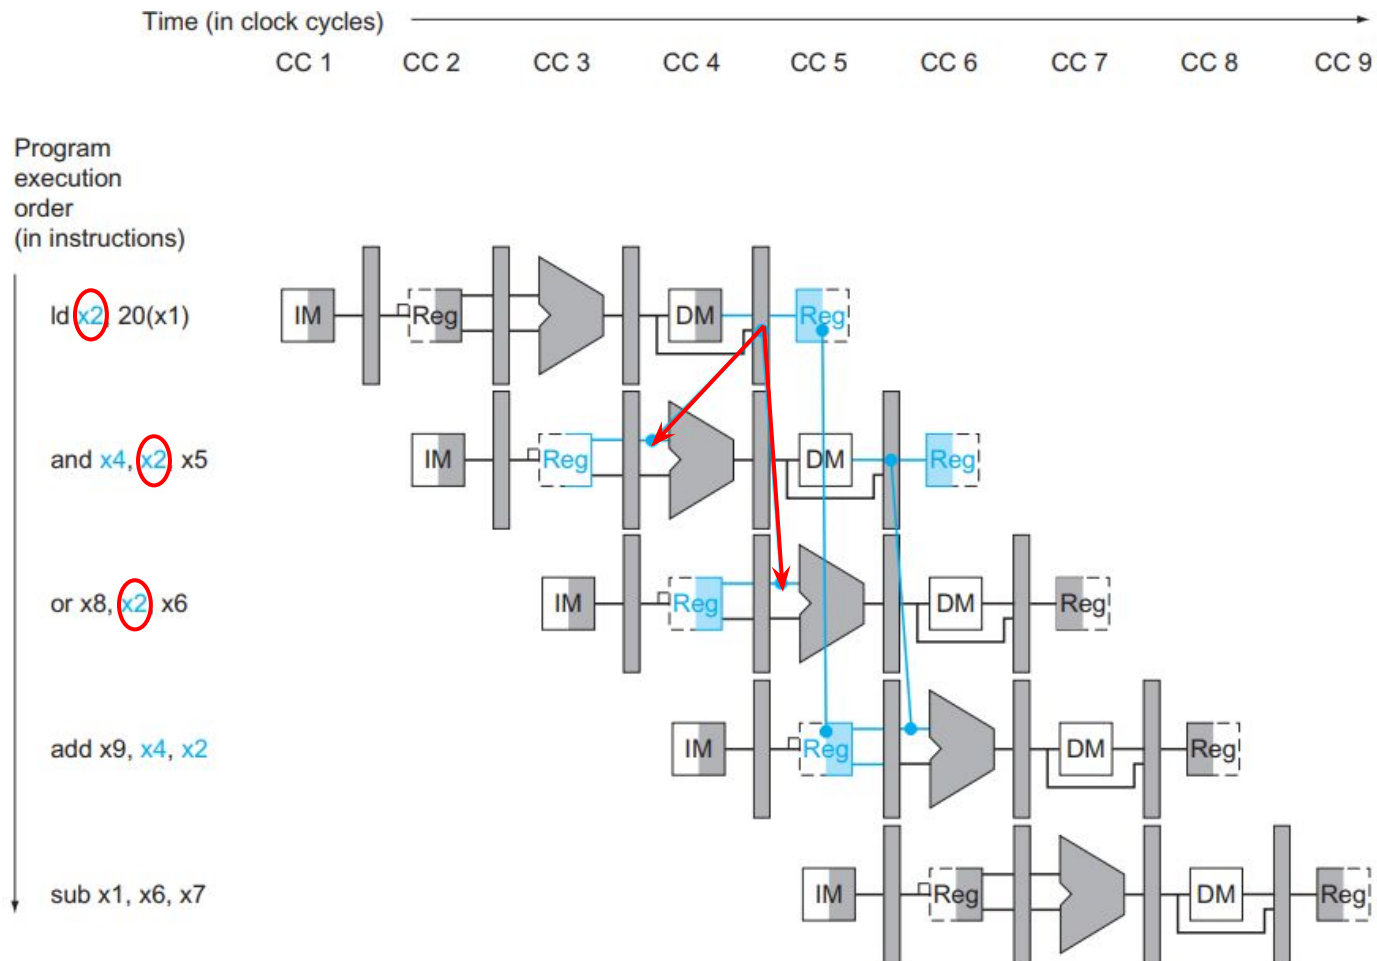 Time (in clock cycles)
CC 1 CC 2 CC 3 CC 4 CC 5 CC 6 CC 7 CC 8 CC 9
Program
execution
order
(in instructions)
ld x2, 20(x1)
IM Reg DM Reg
and x4, x2, x5
IM Reg DM Reg
or x8, x2, x6
IM Reg DM Reg
add x9, x4, x2
IM Reg DM Reg
sub x1, x6, x7
IM Reg DM Reg